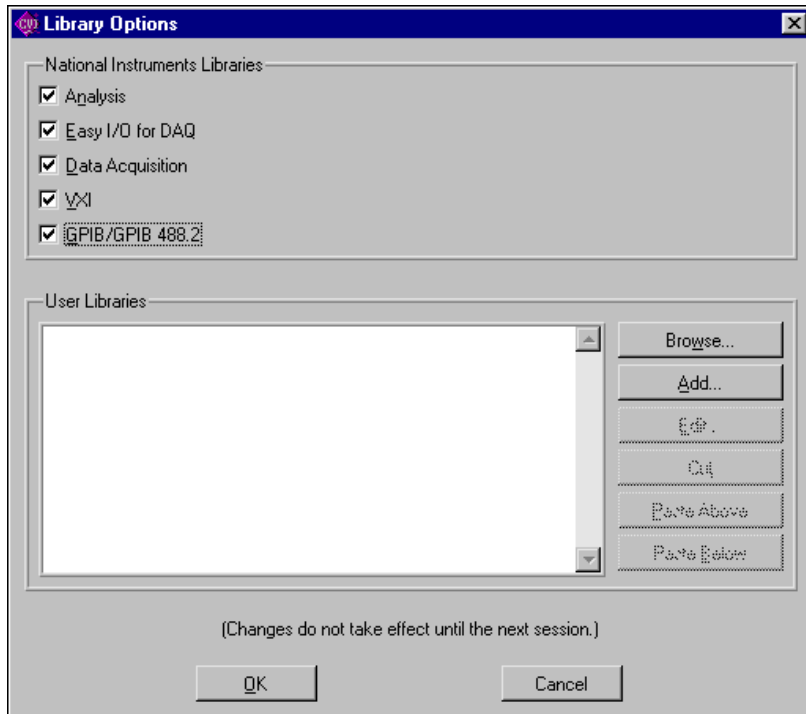 CVI Library Options
National Instruments Libraries
Analysis
Easy I/O for DAQ
Data Acquisition
VXI
GPIB/GPIB 488.2
User Libraries
Browse...
Add...
Edit...
Cut
Paste Above
Paste Below
(Changes do not take effect until the next session.)
OK
Cancel